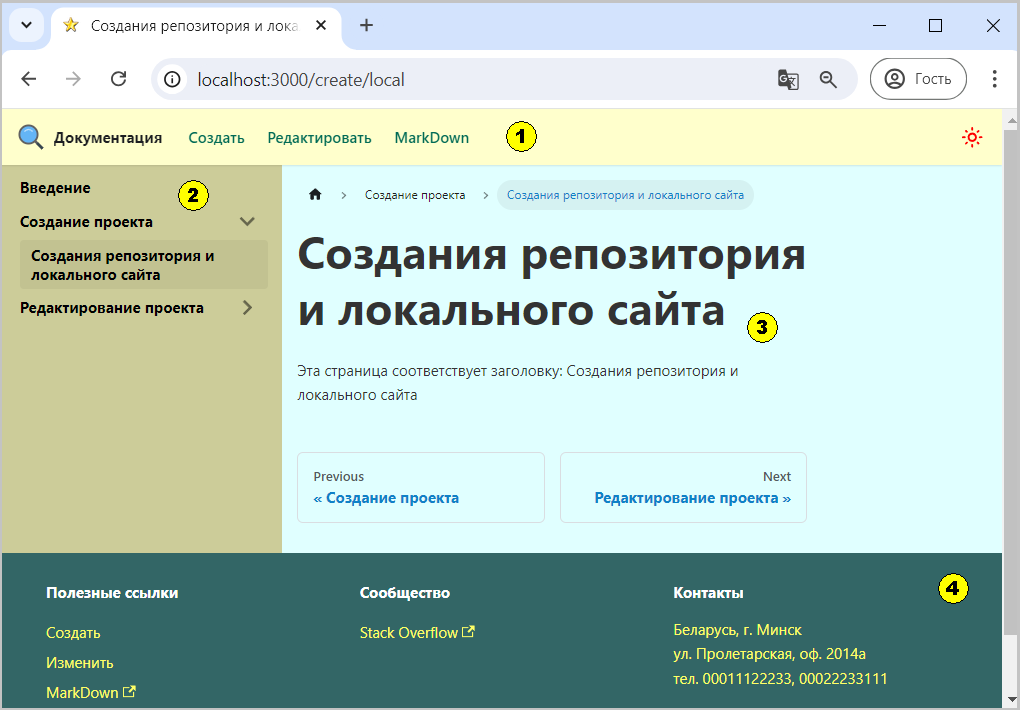 Создания репозитория и лока
localhost:3000/create/local
Гость
Документация Создать Редактировать MarkDown 1
Введение 2
Создание проекта
Создания репозитория и
локального сайта
Редактирование проекта
Создание проекта Создания репозитория и локального сайта
Создания репозитория
и локального сайта
3
Эта страница соответствует заголовку: Создания репозитория и
локального сайта
Previous
« Создание проекта
Next
Редактирование проекта »
4
Полезные ссылки
Создать
Изменить
MarkDown
Сообщество
Stack Overflow
Контакты
Беларусь, г. Минск
ул. Пролетарская, оф. 2014а
тел. 00011122233, 00022233111